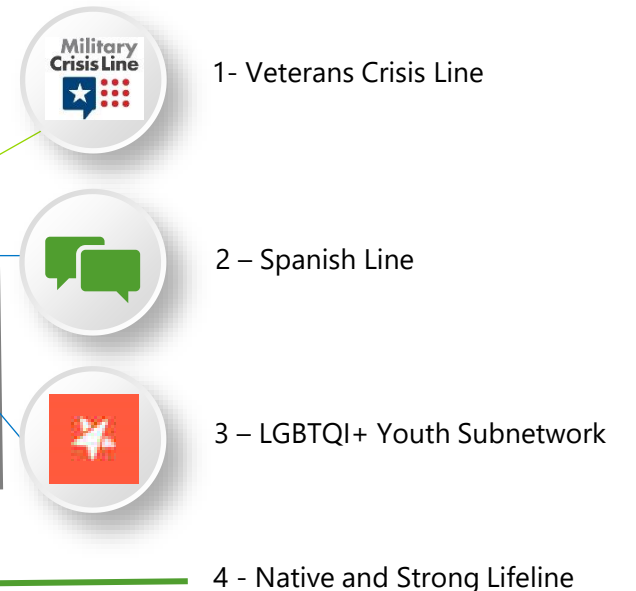 Military
Crisis Line
1- Veterans Crisis Line
2 – Spanish Line
3 – LGBTQI+ Youth Subnetwork
4 - Native and Strong Lifeline